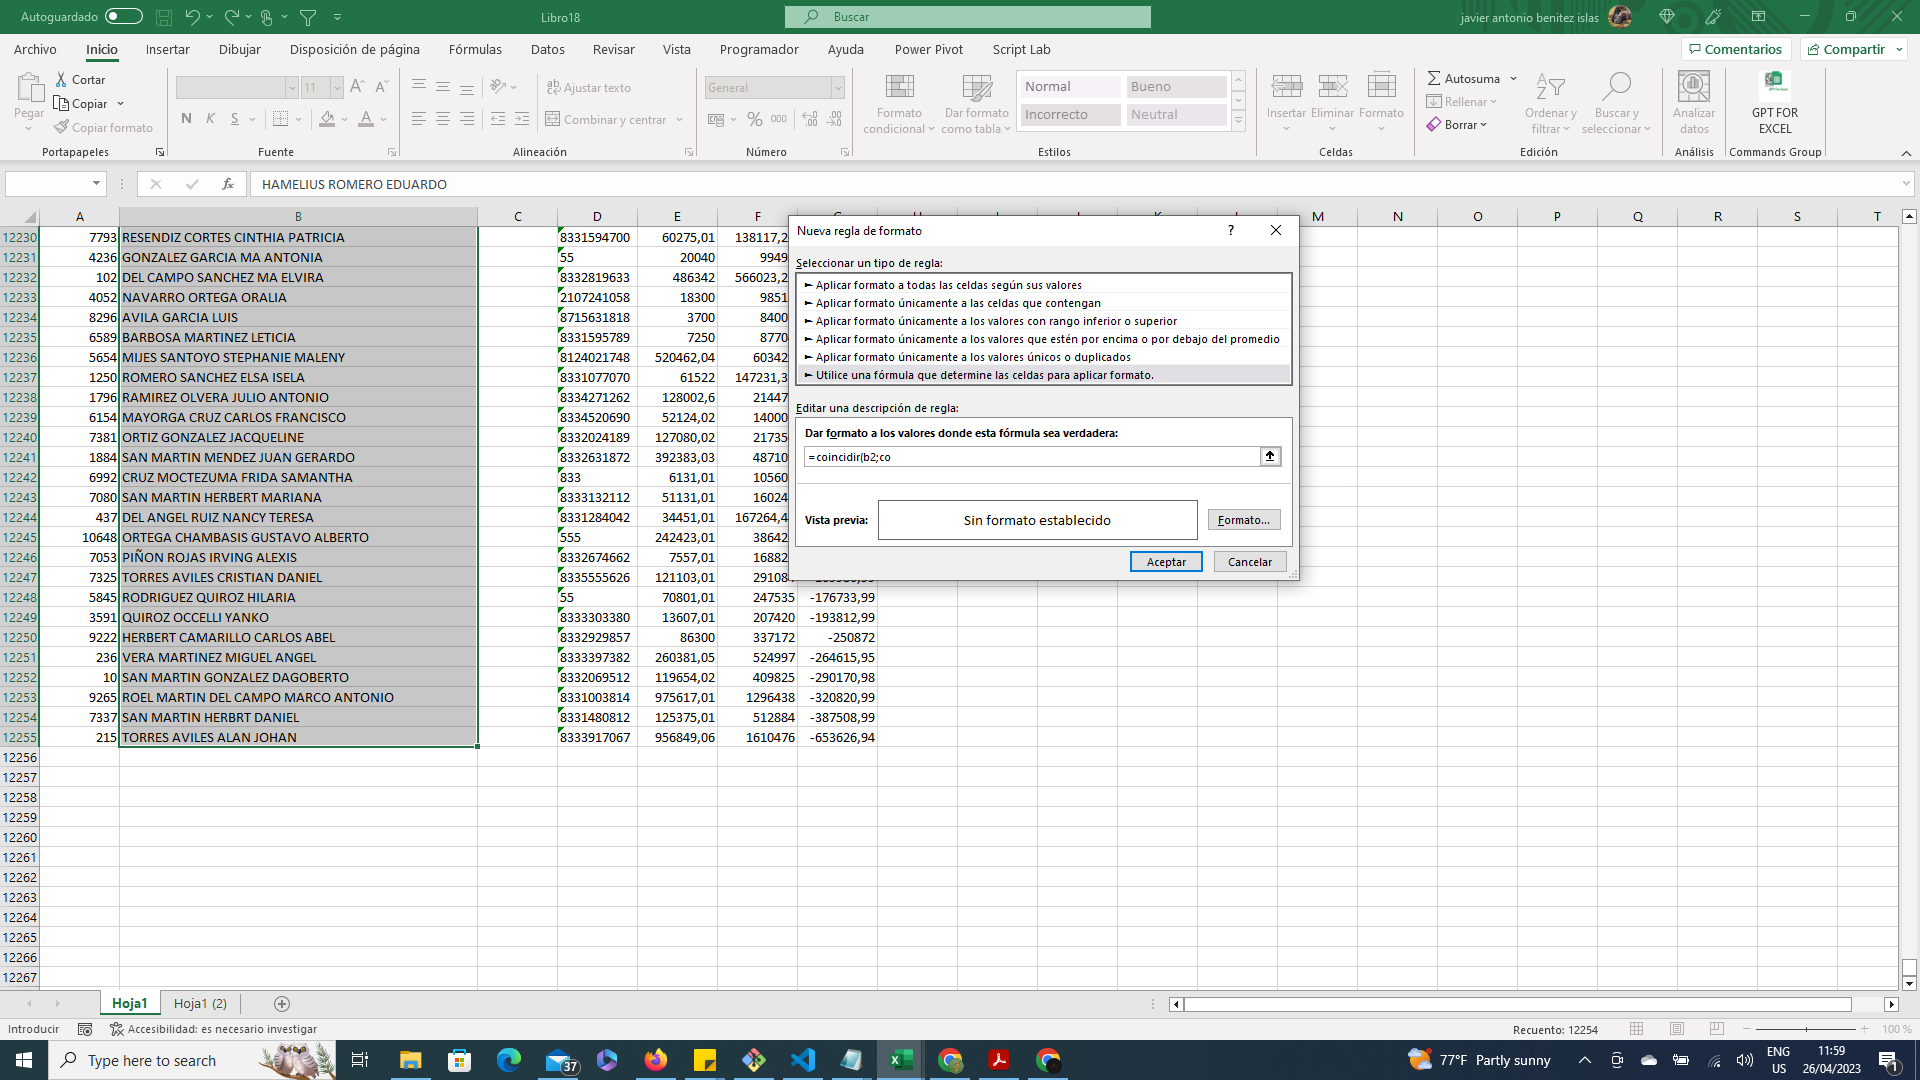 Autoguardado
Libro18
Buscar
javier antonio benitez islas
Archivo Inicio Insertar Dibujar Disposición de página Fórmulas Datos Revisar Vista Programador Ayuda Power Pivot Script Lab
Comentarios Compartir
Pegar
Cortar
Copiar
Copiar formato
Portapapeles
11
N K S
Fuente
Ajustar texto
Combinar y centrar
Alineación
General
% 000
Número
Formato condicional
Dar formato como tabla
Normal Bueno
Incorrecto Neutral
Estilos
Insertar Eliminar Formato
Celdas
Autosuma
Rellenar
Borrar
Ordenar y filtrar
Buscar y seleccionar
Edición
Analizar datos
Análisis
GPT FOR EXCEL
Commands Group
fx
HAMELIUS ROMERO EDUARDO
A B C D E F M N O P Q R S T
12230 7793 RESENDIZ CORTES CINTHIA PATRICIA 8331594700 60275,01 138117,2
12231 4236 GONZALEZ GARCIA MA ANTONIA 55 20040 9949
12232 102 DEL CAMPO SANCHEZ MA ELVIRA 8332819633 486342 566023,2
12233 4052 NAVARRO ORTEGA ORALIA 2107241058 18300 9851
12234 8296 AVILA GARCIA LUIS 8715631818 3700 8400
12235 6589 BARBOSA MARTINEZ LETICIA 8331595789 7250 8770
12236 5654 MIJES SANTOYO STEPHANIE MALENY 8124021748 520462,04 60342
12237 1250 ROMERO SANCHEZ ELSA ISELA 8331077070 61522 147231,3
12238 1796 RAMIREZ OLVERA JULIO ANTONIO 8334271262 128002,6 21447
12239 6154 MAYORGA CRUZ CARLOS FRANCISCO 8334520690 52124,02 14000
12240 7381 ORTIZ GONZALEZ JACQUELINE 8332024189 127080,02 21735
12241 1884 SAN MARTIN MENDEZ JUAN GERARDO 8332631872 392383,03 48710
12242 6992 CRUZ MOCTEZUMA FRIDA SAMANTHA 833 6131,01 10560
12243 7080 SAN MARTIN HERBERT MARIANA 8333132112 51131,01 16024
12244 437 DEL ANGEL RUIZ NANCY TERESA 8331284042 34451,01 167264,4
12245 10648 ORTEGA CHAMBASIS GUSTAVO ALBERTO 555 242423,01 38642
12246 7053 PIÑON ROJAS IRVING ALEXIS 8332674662 7557,01 16882
12247 7325 TORRES AVILES CRISTIAN DANIEL 8335555626 121103,01 291084
12248 5845 RODRIGUEZ QUIROZ HILARIA 55 70801,01 247535 -176733,99
12249 3591 QUIROZ OCCELLI YANKO 8333303380 13607,01 207420 -193812,99
12250 9222 HERBERT CAMARILLO CARLOS ABEL 8332929857 86300 337172 -250872
12251 236 VERA MARTINEZ MIGUEL ANGEL 8333397382 260381,05 524997 -264615,95
12252 10 SAN MARTIN GONZALEZ DAGOBERTO 8332069512 119654,02 409825 -290170,98
12253 9265 ROEL MARTIN DEL CAMPO MARCO ANTONIO 8331003814 975617,01 1296438 -320820,99
12254 7337 SAN MARTIN HERBRT DANIEL 8331480812 125375,01 512884 -387508,99
12255 215 TORRES AVILES ALAN JOHAN 8333917067 956849,06 1610476 -653626,94
12256
12257
12258
12259
12260
12261
12262
12263
12264
12265
12266
12267
Nueva regla de formato
?
Seleccionar un tipo de regla:
► Aplicar formato a todas las celdas según sus valores
► Aplicar formato únicamente a las celdas que contengan
► Aplicar formato únicamente a los valores con rango inferior o superior
► Aplicar formato únicamente a los valores que estén por encima o por debajo del promedio
► Aplicar formato únicamente a los valores únicos o duplicados
► Utilice una fórmula que determine las celdas para aplicar formato.
Editar una descripción de regla:
Dar formato a los valores donde esta fórmula sea verdadera:
=coincidir(b2;co
Vista previa:
Sin formato establecido
Formato...
Aceptar Cancelar
Hoja1 Hoja1 (2)
Introducir
Accesibilidad: es necesario investigar
Recuento: 12254
100 %
Type here to search
37
77°F Partly sunny
ENG
US
11:59
26/04/2023
1